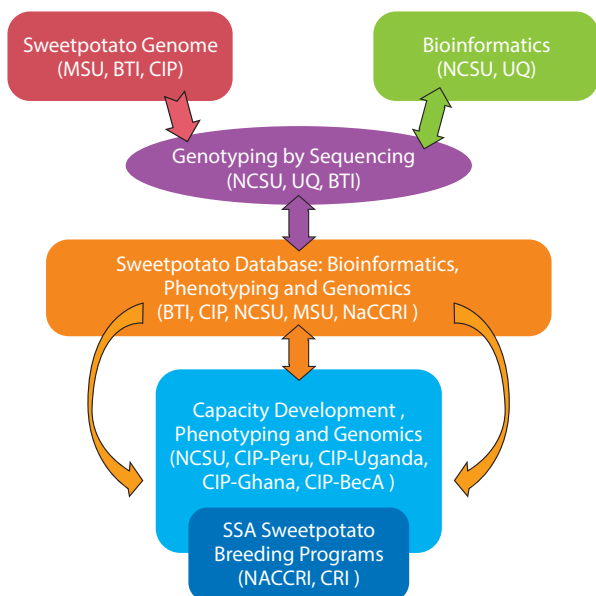 Sweetpotato Genome
(MSU, BTI, CIP)
Bioinformatics
(NCSU, UQ)
Genotyping by Sequencing
(NCSU, UQ, BTI)
Sweetpotato Database: Bioinformatics,
Phenotyping and Genomics
(BTI, CIP, NCSU, MSU, NaCCRI )
Capacity Development ,
Phenotyping and Genomics
(NCSU, CIP-Peru, CIP-Uganda,
CIP-Ghana, CIP-BecA )
SSA Sweetpotato
Breeding Programs
(NACCRI, CRI )